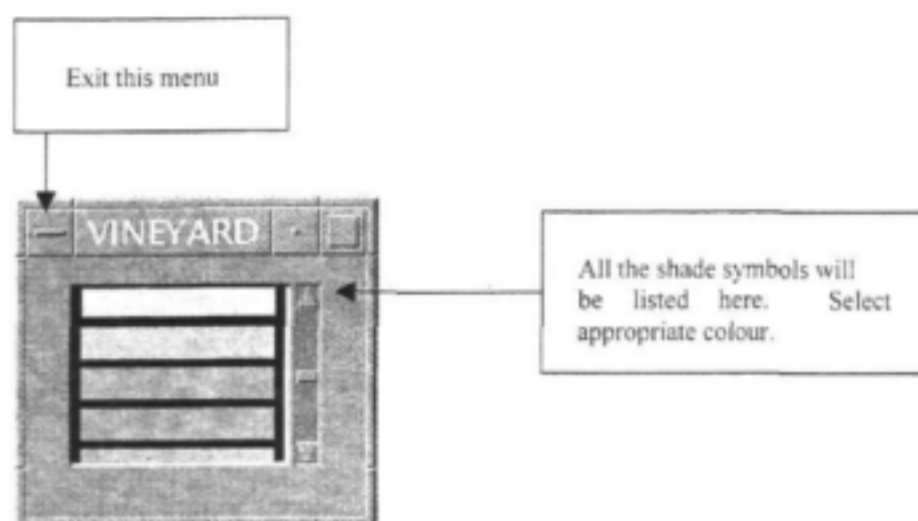 Exit this menu
VINEYARD
All the shade symbols will
be listed here. Select
appropriate colour.